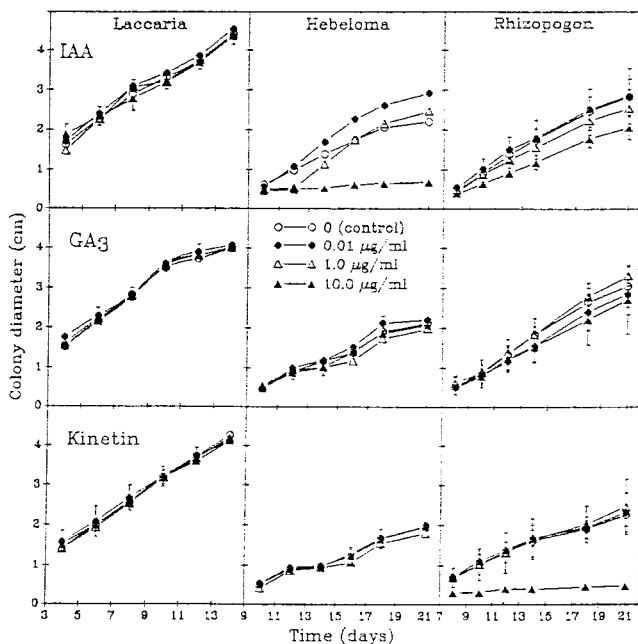 Laccaria Hebeloma Rhizopogon
IAA
4
3
2
1
0
GA3
0 (control)
0.01 µg/ml
1.0 µg/ml
10.0 µg/ml
Colony diameter (cm)
4
3
2
1
0
Kinetin
4
3
2
1
0
3 5 7 9 11 13 9 11 13 15 17 19 21 9 11 13 15 17 19 21
Time (days)